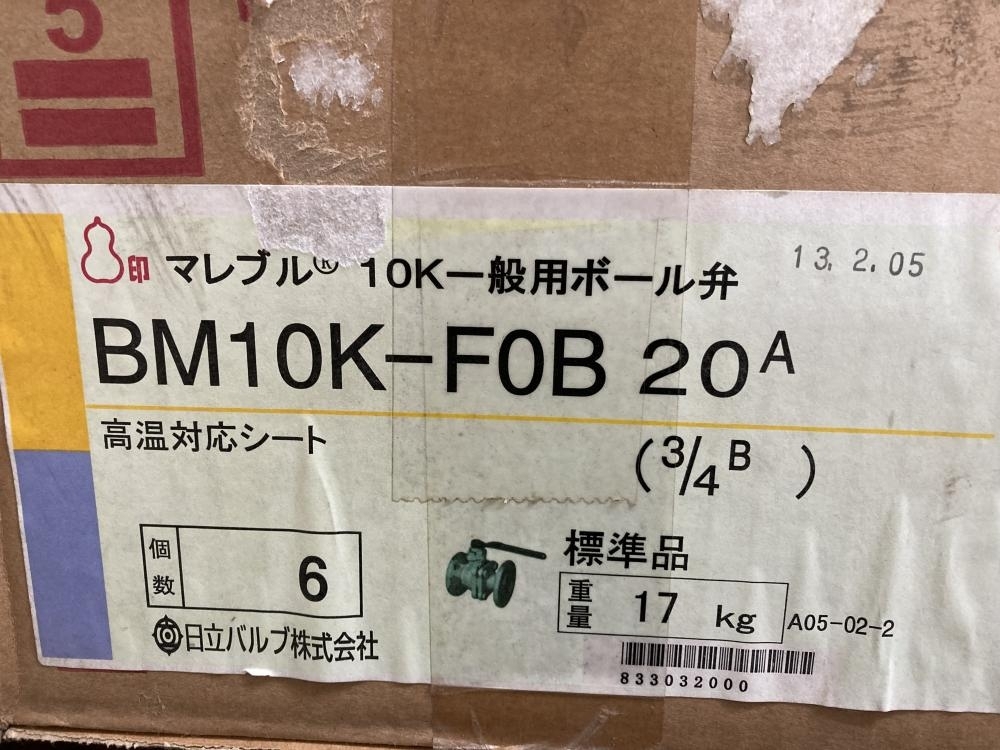 5
印 マレブル® 10K一般用ボール弁
13. 2.05
BM10K-F0B 20A
高温対応シート
(3/4B )
個数 6
標準品
重量 17 kg
A05-02-2
日立バルブ株式会社
833032000